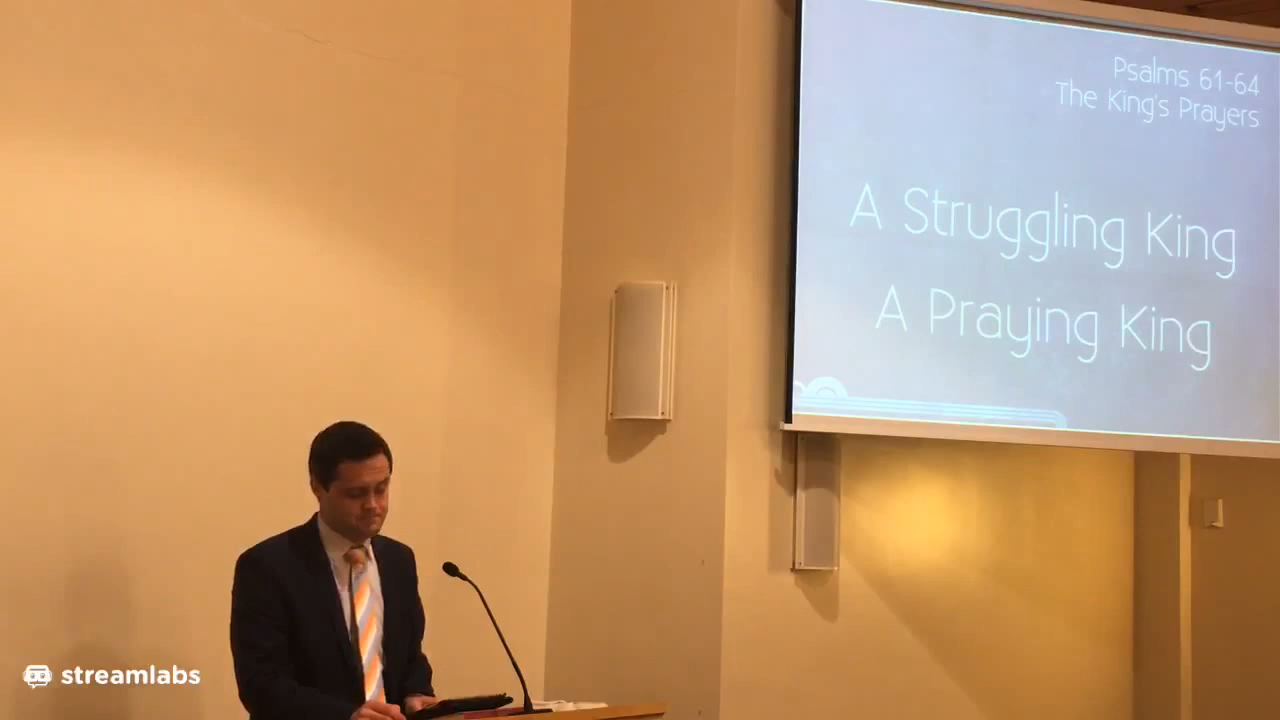 Psalms 61-64
The King's Prayers
A Struggling King
A Praying King
streamlabs